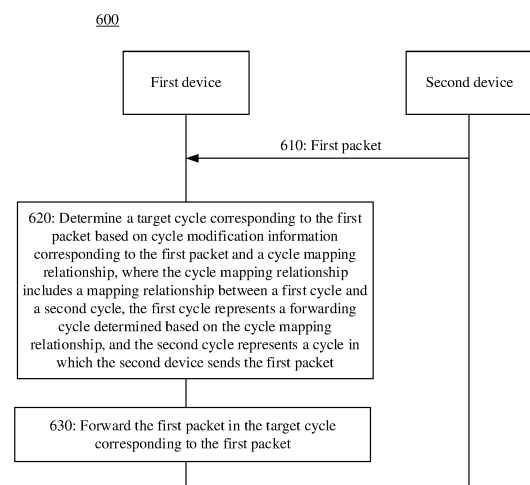 600
First device
Second device
610: First packet
620: Determine a target cycle corresponding to the first
packet based on cycle modification information
corresponding to the first packet and a cycle mapping
relationship, where the cycle mapping relationship
includes a mapping relationship between a first cycle and
a second cycle, the first cycle represents a forwarding
cycle determined based on the cycle mapping
relationship, and the second cycle represents a cycle in
which the second device sends the first packet
630: Forward the first packet in the target cycle
corresponding to the first packet